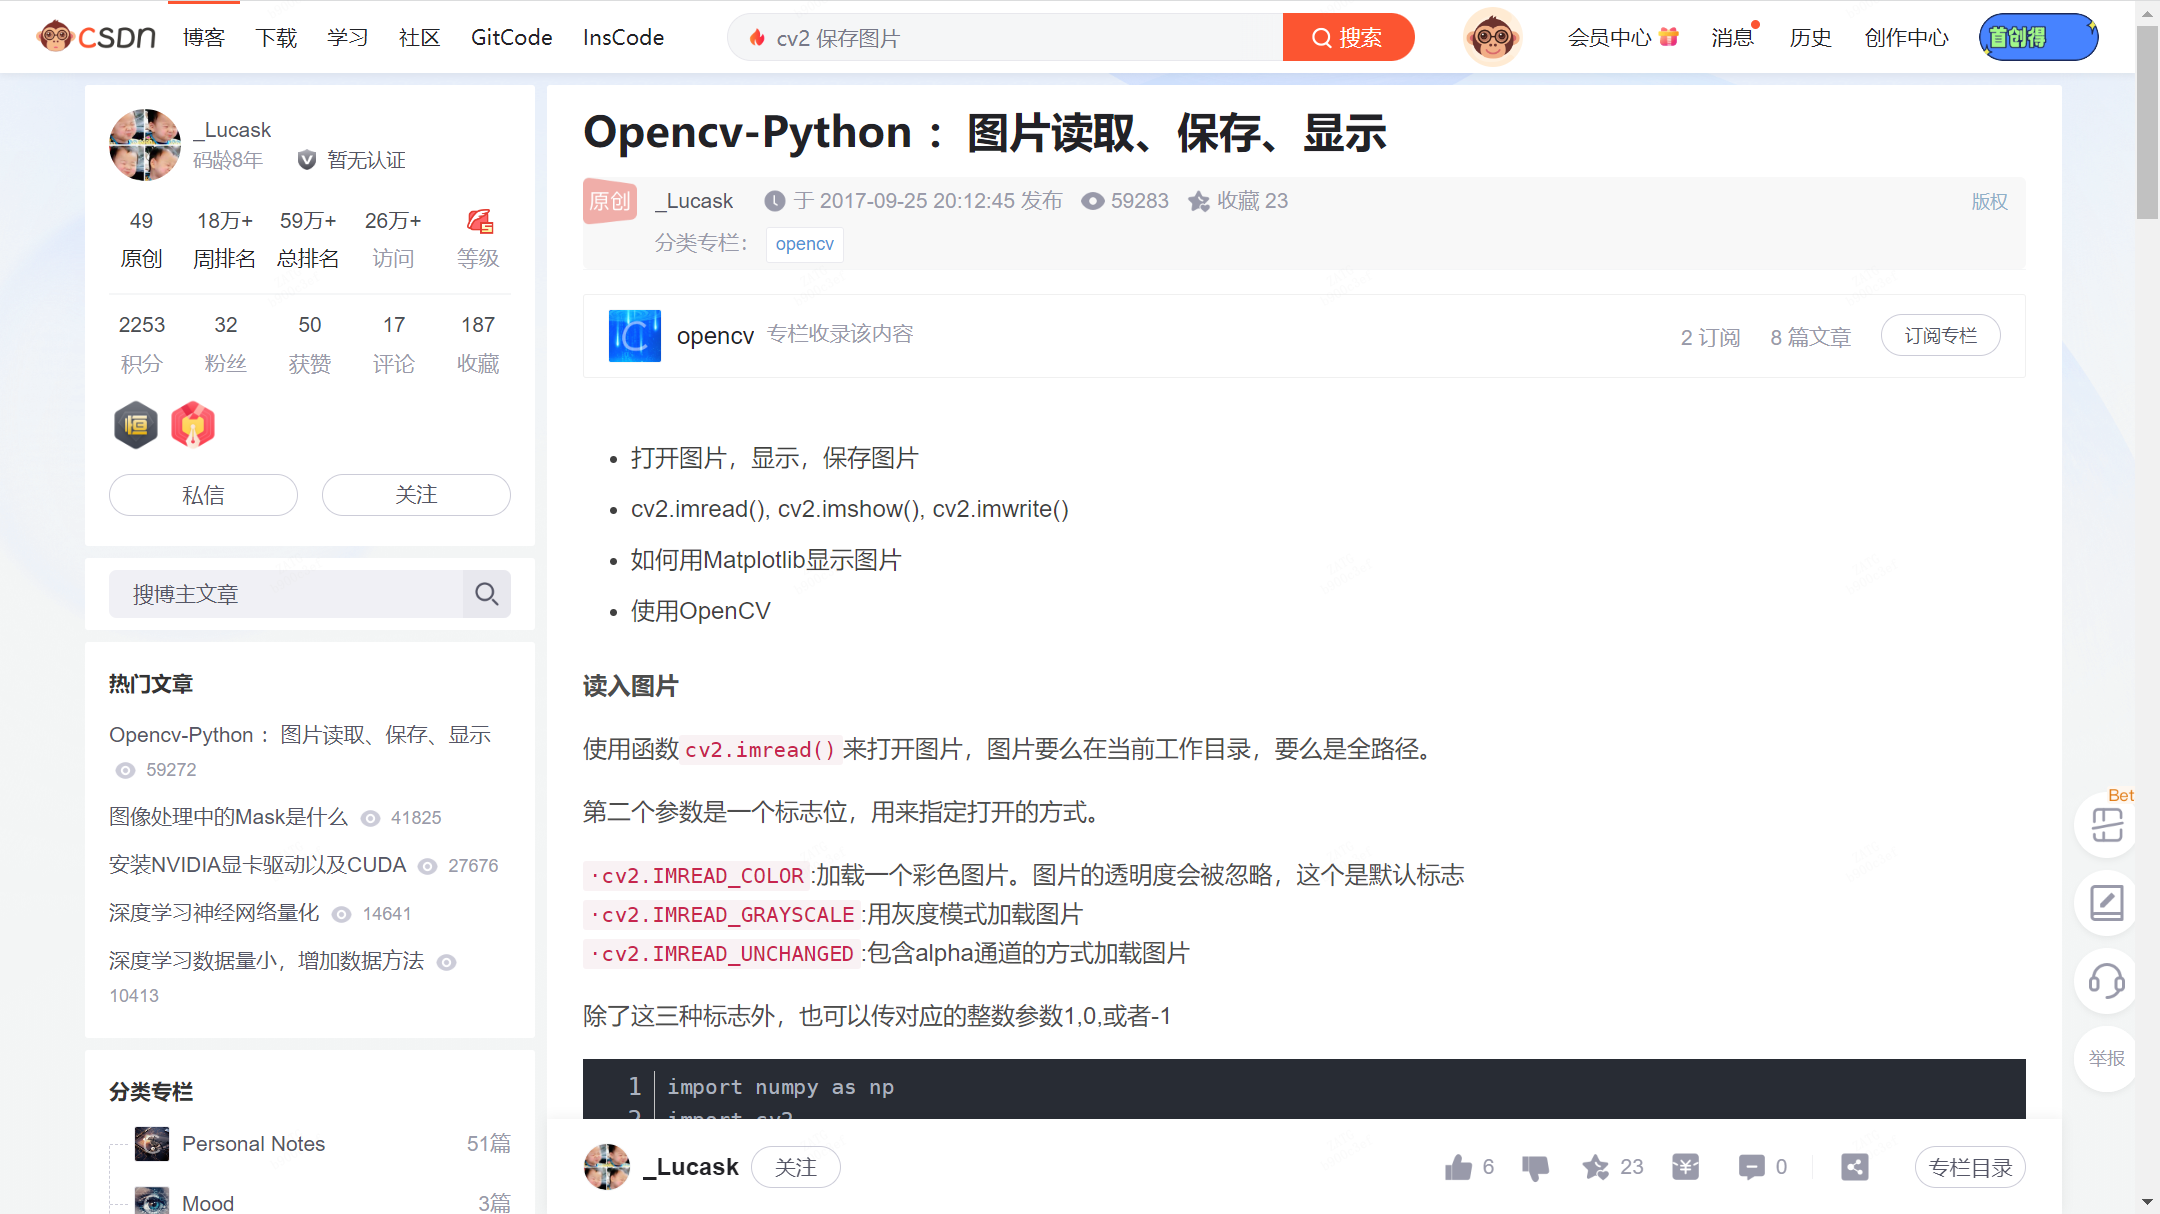 CSDN 博客 下载 学习 社区 GitCode InsCode cv2 保存图片 搜索 会员中心 消息 历史 创作中心 首创得
_Lucask
码龄8年 暂无认证
49 18万+ 59万+ 26万+
原创 周排名 总排名 访问 等级
2253 32 50 17 187
积分 粉丝 获赞 评论 收藏
私信 关注
搜博主文章
热门文章
Opencv-Python： 图片读取、保存、显示
59272
图像处理中的Mask是什么 41825
安装NVIDIA显卡驱动以及CUDA 27676
深度学习神经网络量化 14641
深度学习数据量小，增加数据方法
10413
分类专栏
Personal Notes 51篇
Mood 3篇
Opencv-Python： 图片读取、保存、显示
原创 _Lucask 于 2017-09-25 20:12:45 发布 59283 收藏 23 版权
分类专栏： opencv
opencv 专栏收录该内容 2 订阅 8 篇文章 订阅专栏
• 打开图片，显示，保存图片
• cv2.imread(), cv2.imshow(), cv2.imwrite()
• 如何用Matplotlib显示图片
• 使用OpenCV
读入图片
使用函数cv2.imread()来打开图片，图片要么在当前工作目录，要么是全路径。
第二个参数是一个标志位，用来指定打开的方式。
·cv2.IMREAD_COLOR:加载一个彩色图片。图片的透明度会被忽略，这个是默认标志
·cv2.IMREAD_GRAYSCALE:用灰度模式加载图片
·cv2.IMREAD_UNCHANGED:包含alpha通道的方式加载图片
除了这三种标志外，也可以传对应的整数参数1,0,或者-1
1 import numpy as np
2 import cv2
_Lucask 关注 6 23 0 专栏目录
Bet
举报